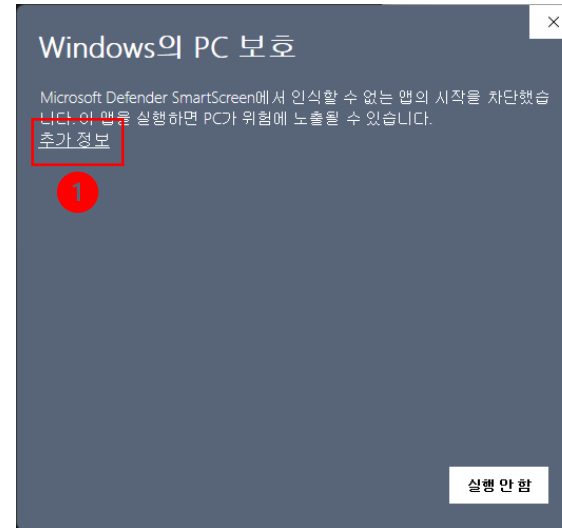 Windows의 PC 보호
Microsoft Defender SmartScreen에서 인식할 수 없는 앱의 시작을 차단했습
니다. 이 앱을 실행하면 PC가 위험에 노출될 수 있습니다.
추가 정보
1
실행 안 함